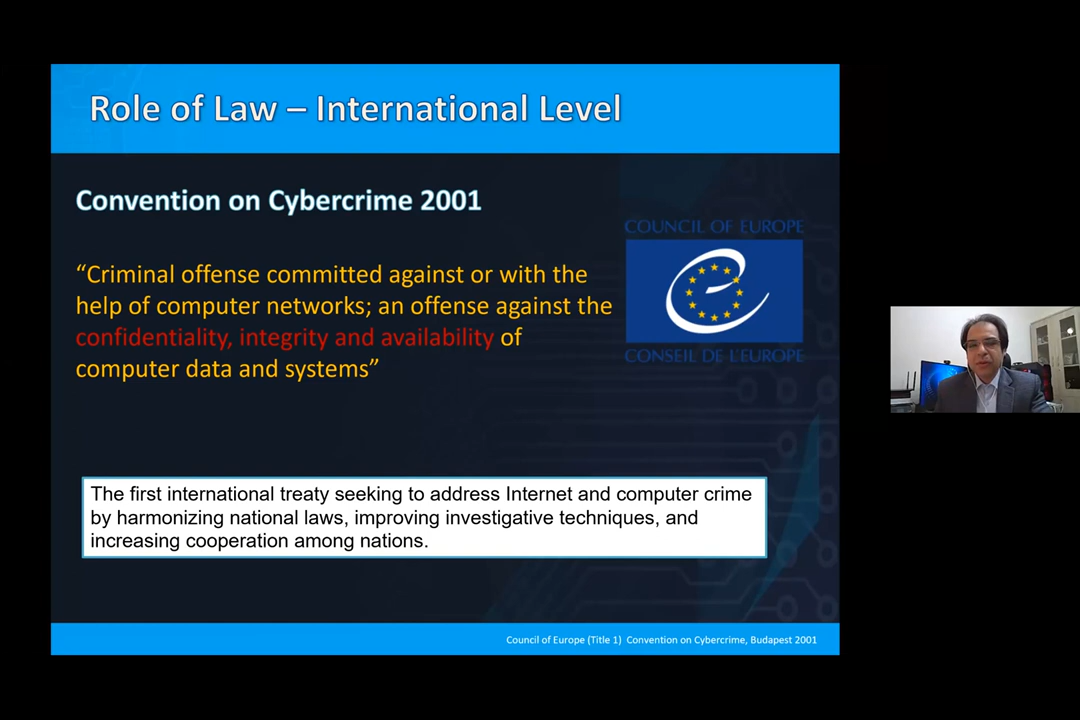 Role of Law – International Level
Convention on Cybercrime 2001
“Criminal offense committed against or with the
help of computer networks; an offense against the
confidentiality, integrity and availability of
computer data and systems”
COUNCIL OF EUROPE
CONSEIL DE L'EUROPE
The first international treaty seeking to address Internet and computer crime
by harmonizing national laws, improving investigative techniques, and
increasing cooperation among nations.
Council of Europe (Title 1) Convention on Cybercrime, Budapest 2001